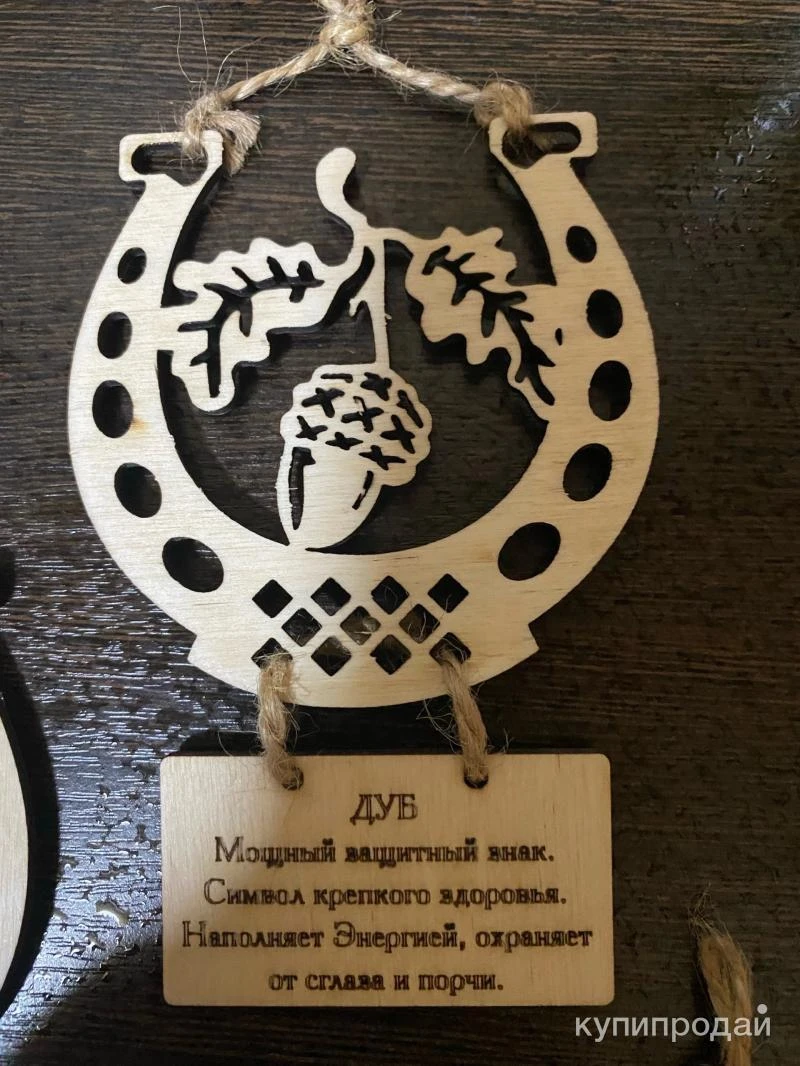 ДУБ
Мощный защитный знак.
Символ крепкого здоровья.
Наполняет Энергией, охраняет
от сглаза и порчи.
купипродай